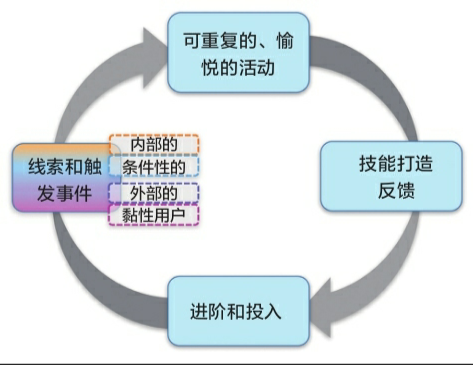 可重复的、愉
悦的活动
线索和触
发事件
内部的
条件性的
外部的
黏性用户
技能打造
反馈
进阶和投入